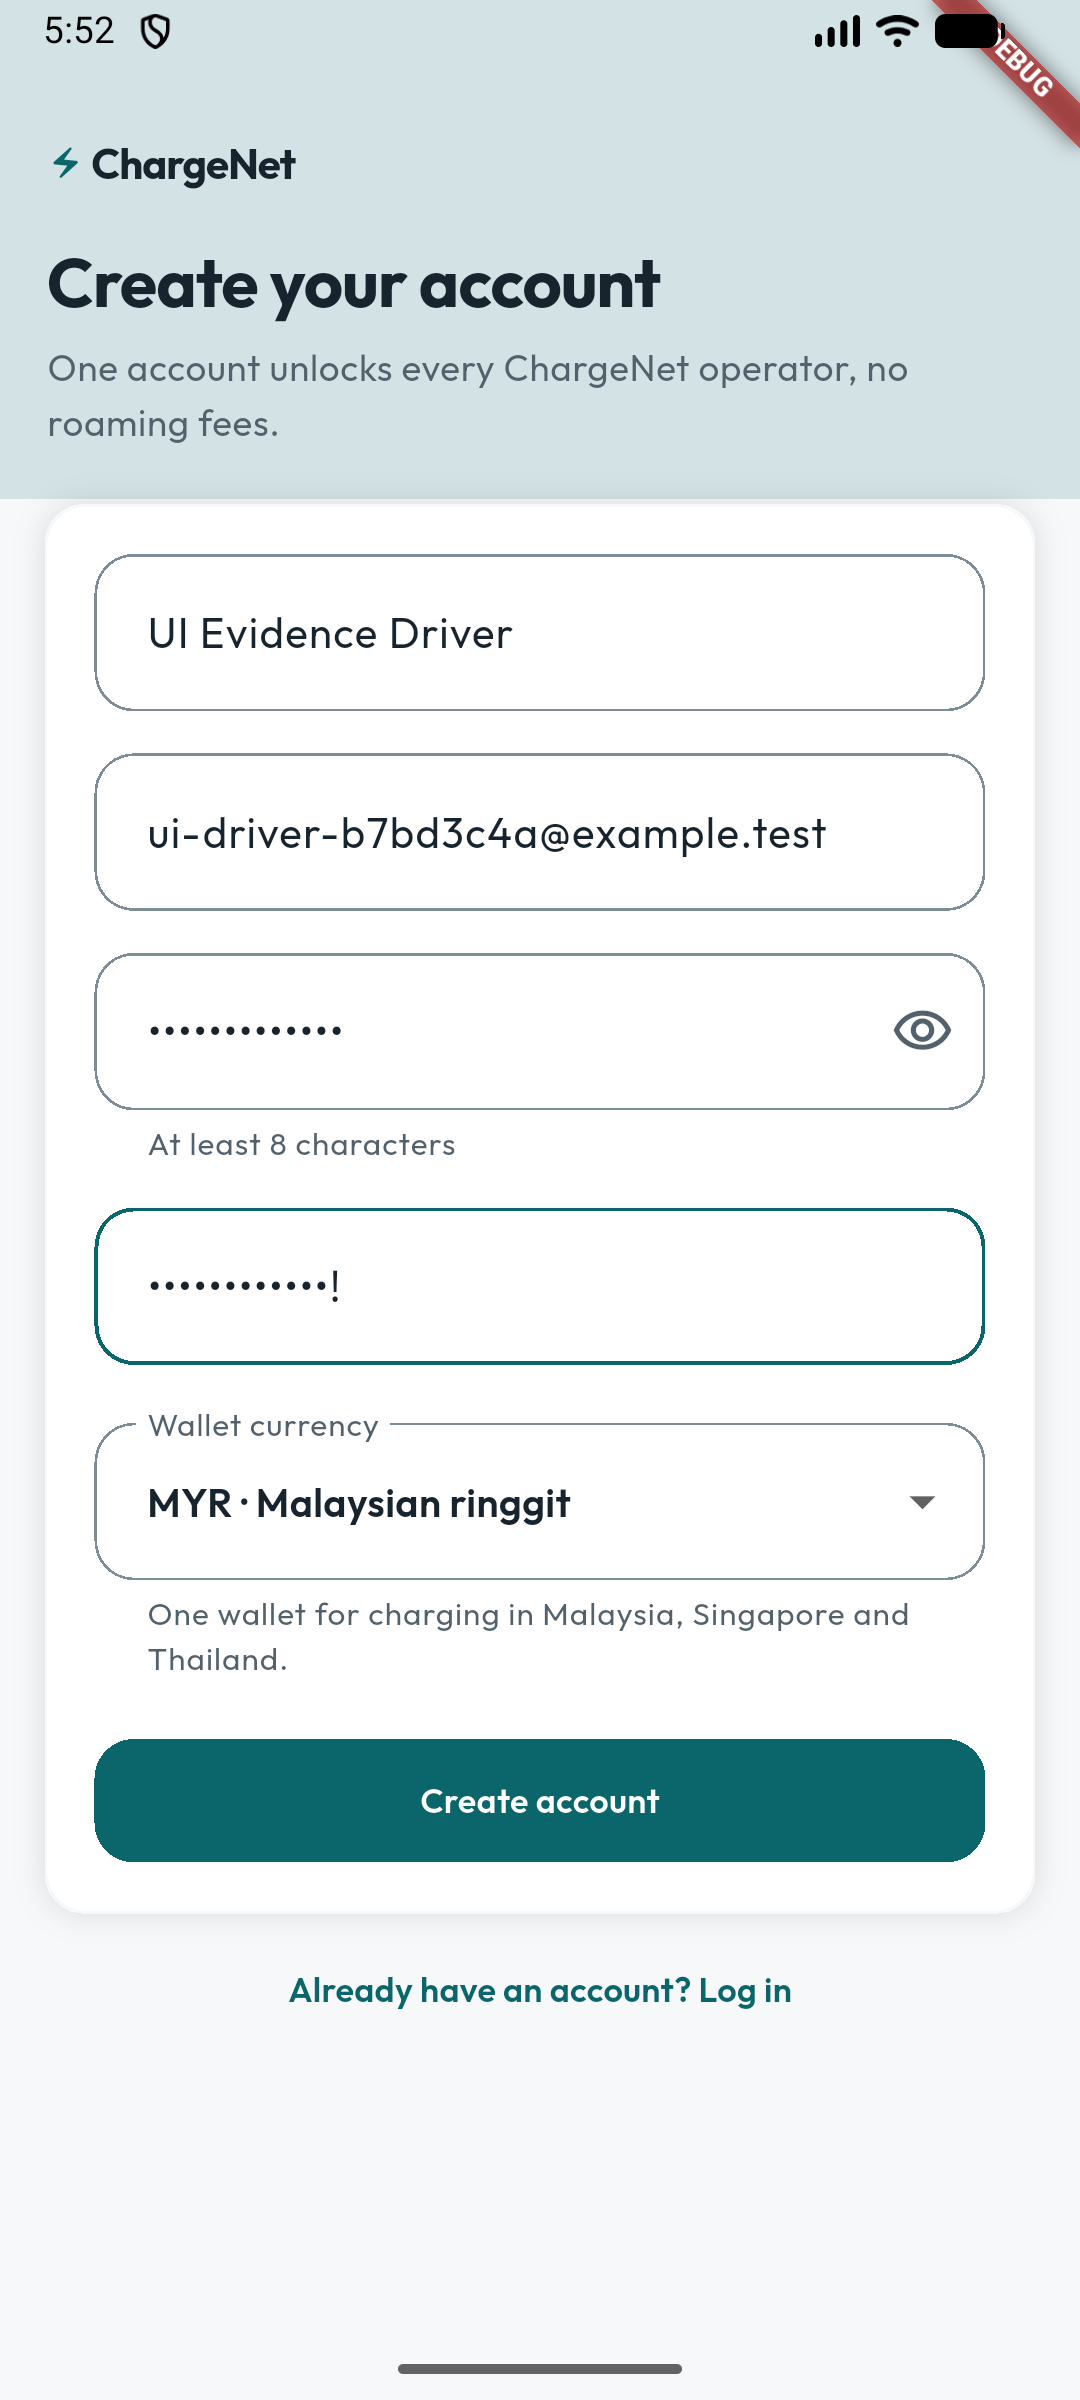 5:52
DEBUG
ChargeNet
Create your account
One account unlocks every ChargeNet operator, no
roaming fees.
UI Evidence Driver
ui-driver-b7bd3c4a@example.test
•••••••••••••
At least 8 characters
••••••••••••!
Wallet currency
MYR · Malaysian ringgit
One wallet for charging in Malaysia, Singapore and
Thailand.
Create account
Already have an account? Log in